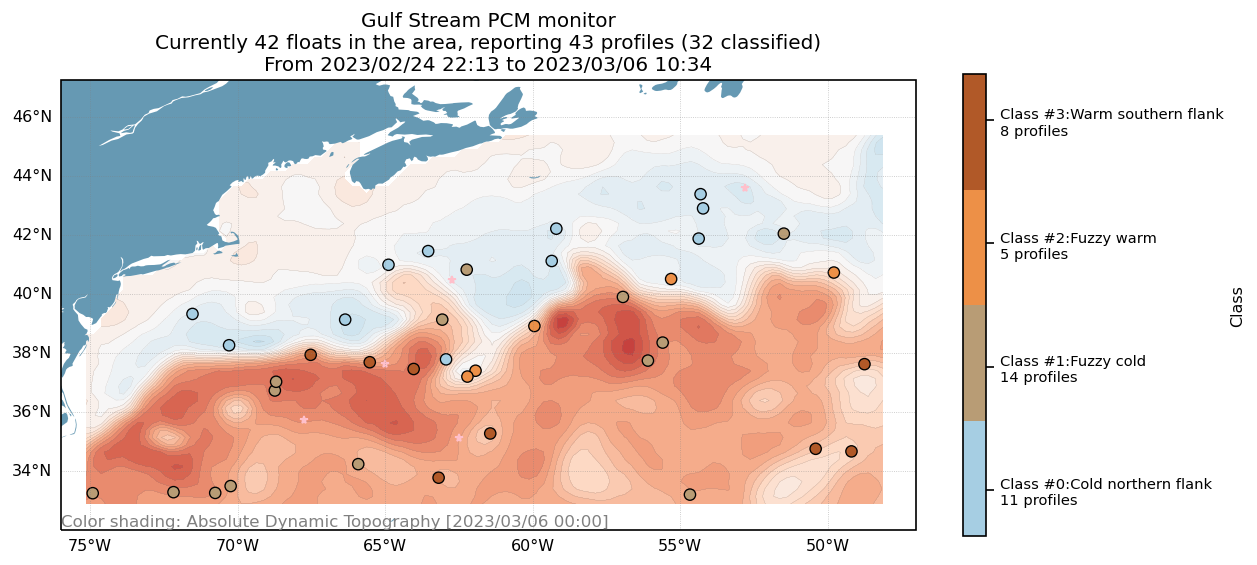 Gulf Stream PCM monitor
Currently 42 floats in the area, reporting 43 profiles (32 classified)
From 2023/02/24 22:13 to 2023/03/06 10:34
46°N
44°N
42°N
40°N
38°N
36°N
34°N
Color shading: Absolute Dynamic Topography [2023/03/06 00:00]
75°W
70°W
65°W
60°W
55°W
50°W
Class #3:Warm southern flank
8 profiles
Class #2:Fuzzy warm
5 profiles
Class #1:Fuzzy cold
14 profiles
Class #0:Cold northern flank
11 profiles
Class